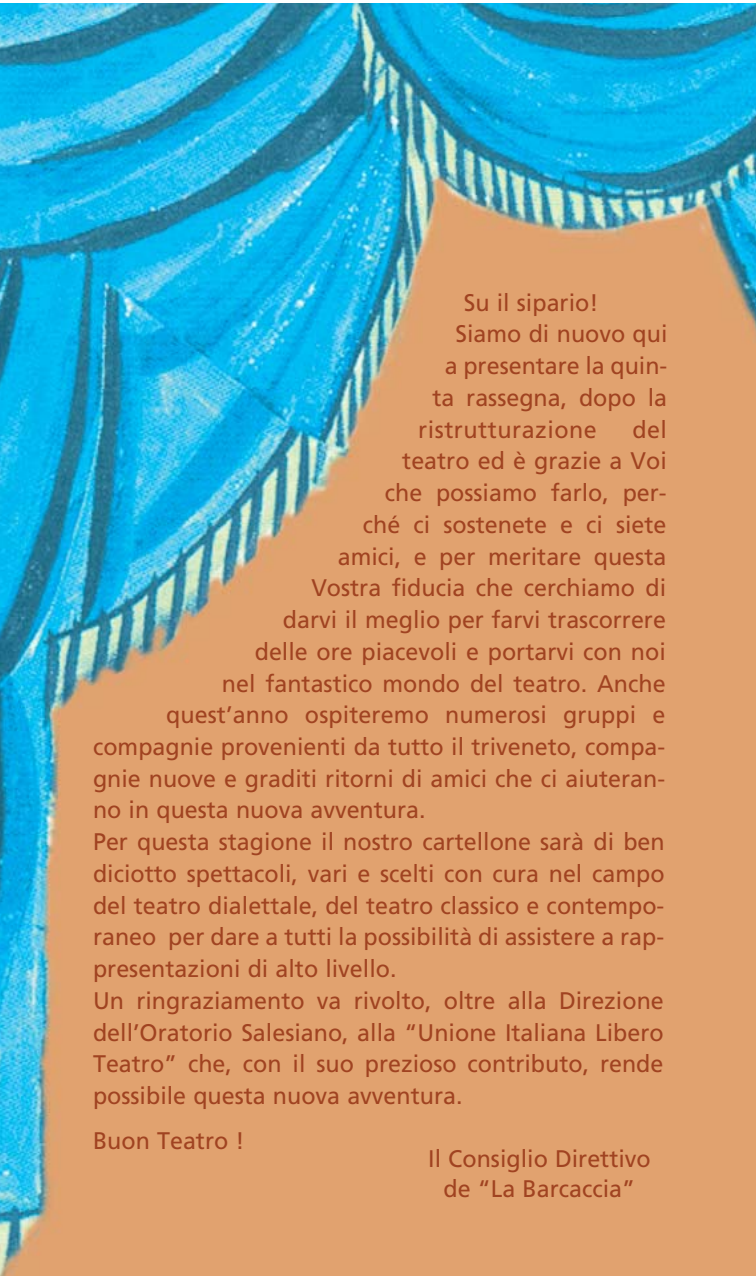 Su il sipario!
Siamo di nuovo qui
a presentare la quin-
ta rassegna, dopo la
ristrutturazione del
teatro ed è grazie a Voi
che possiamo farlo, per-
ché ci sostenete e ci siete
amici, e per meritare questa
Vostra fiducia che cerchiamo di
darvi il meglio per farvi trascorrere
delle ore piacevoli e portarvi con noi
nel fantastico mondo del teatro. Anche
quest’anno ospiteremo numerosi gruppi e
compagnie provenienti da tutto il triveneto, compa-
gnie nuove e graditi ritorni di amici che ci aiuteran-
no in questa nuova avventura.
Per questa stagione il nostro cartellone sarà di ben
diciotto spettacoli, vari e scelti con cura nel campo
del teatro dialettale, del teatro classico e contempo-
raneo per dare a tutti la possibilità di assistere a rap-
presentazioni di alto livello.
Un ringraziamento va rivolto, oltre alla Direzione
dell’Oratorio Salesiano, alla “Unione Italiana Libero
Teatro” che, con il suo prezioso contributo, rende
possibile questa nuova avventura.
Buon Teatro !
Il Consiglio Direttivo
de “La Barcaccia”